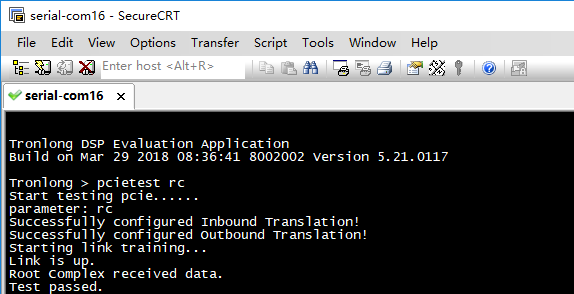 serial-com16 - SecureCRT
File Edit View Options Transfer Script Tools Window Help
Enter host <Alt+R>
serial-com16
Tronlong DSP Evaluation Application
Build on Mar 29 2018 08:36:41 8002002 Version 5.21.0117
Tronlong > pcietest rc
Start testing pcie......
parameter: rc
Successfully configured Inbound Translation!
Successfully configured Outbound Translation!
Starting link training...
Link is up.
Root Complex received data.
Test passed.